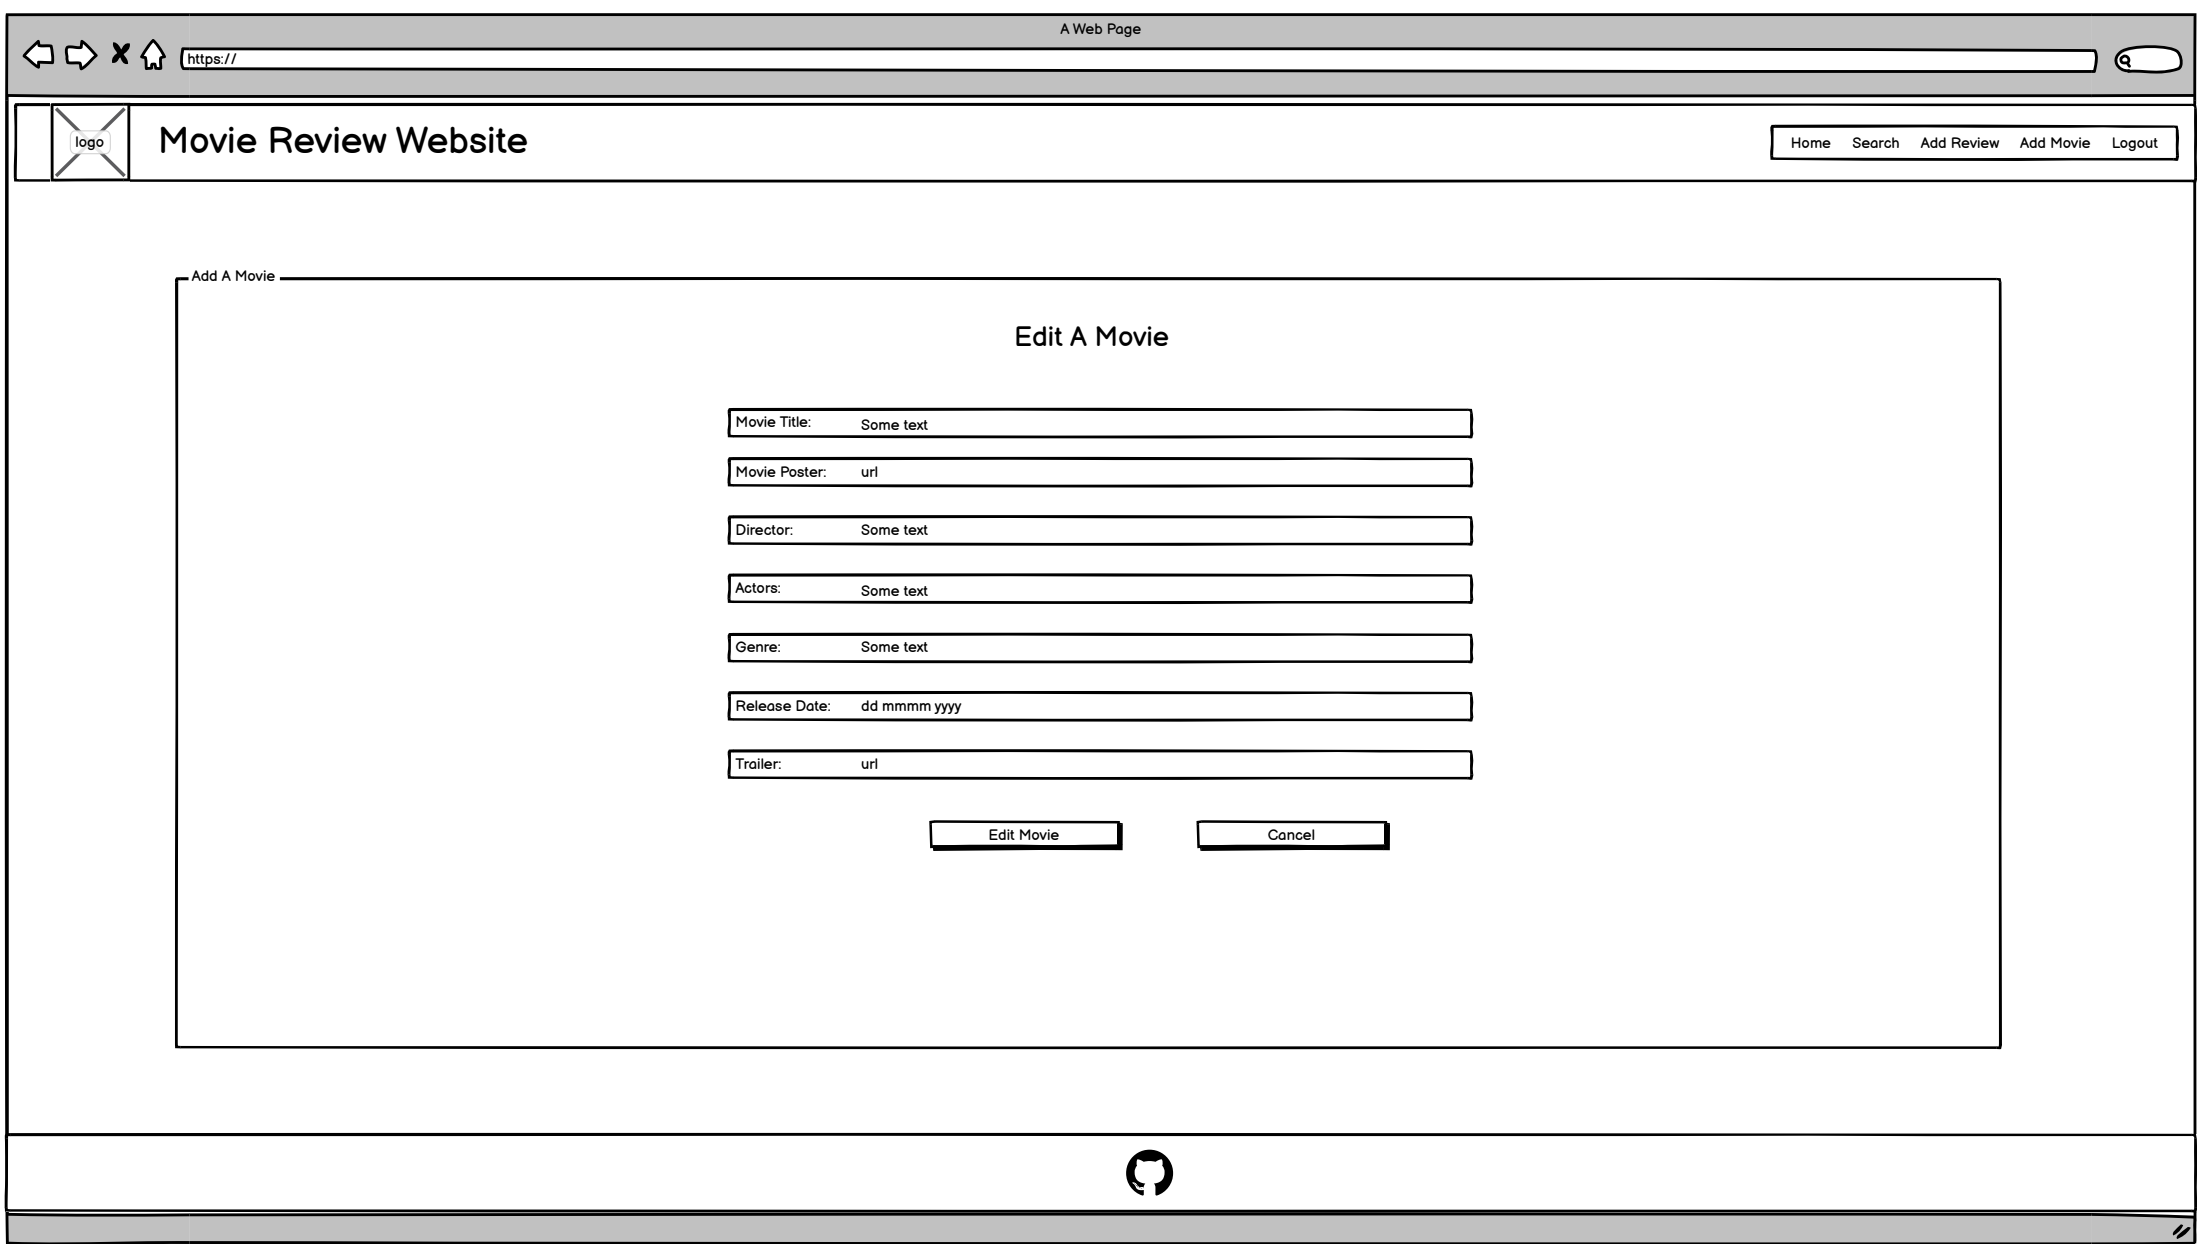 A Web Page
https://
logo
Movie Review Website
Home Search Add Review Add Movie Logout
Add A Movie
Edit A Movie
Movie Title: Some text
Movie Poster: url
Director: Some text
Actors: Some text
Genre: Some text
Release Date: dd mmmm yyyy
Trailer: url
Edit Movie Cancel